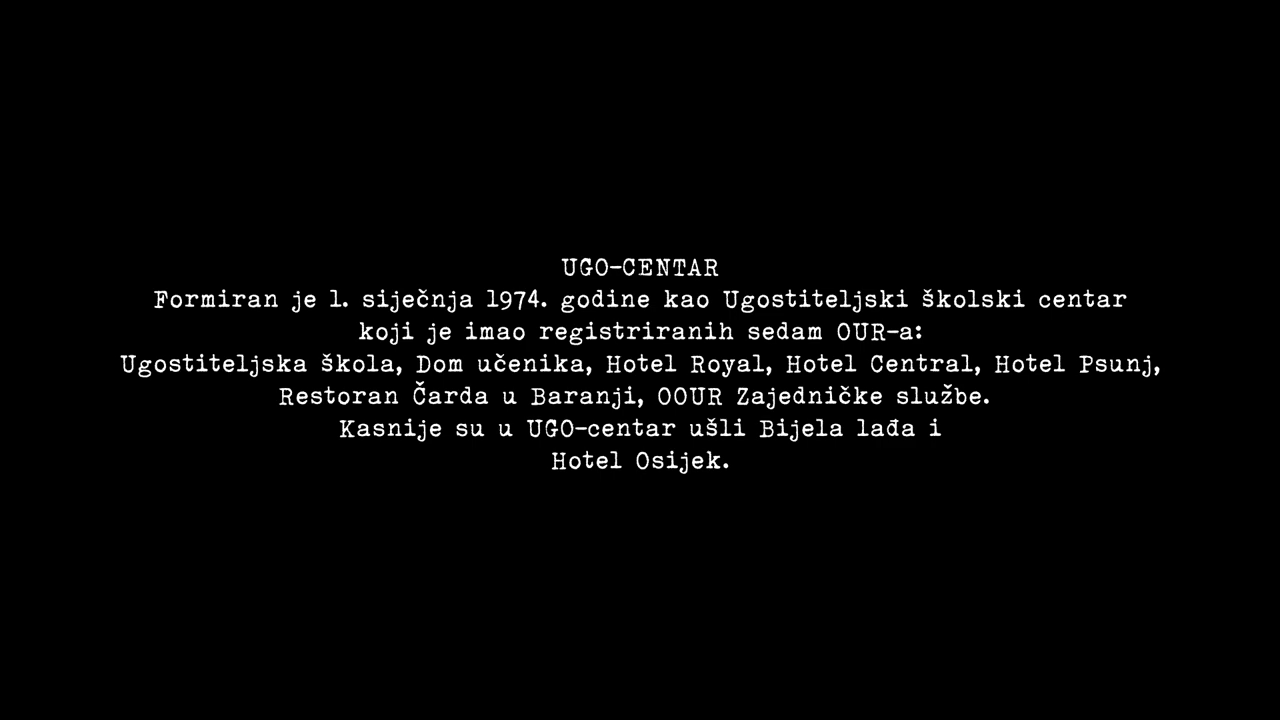 UGO-CENTAR
Formiran je 1. siječnja 1974. godine kao Ugostiteljski školski centar
koji je imao registriranih sedam OUR-a:
Ugostiteljska škola, Dom učenika, Hotel Royal, Hotel Central, Hotel Psunj,
Restoran Čarda u Baranji, OOUR Zajedničke službe.
Kasnije su u UGO-centar ušli Bijela lađa i
Hotel Osijek.